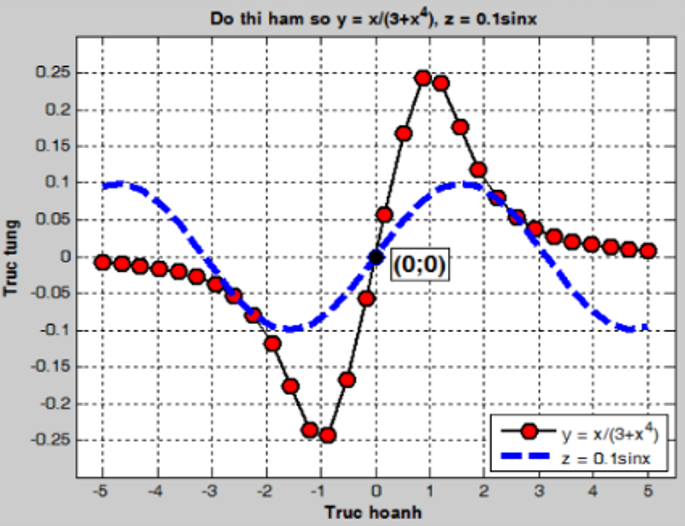 Do thi ham so y = x/(3+x^4), z = 0.1sinx
0.25
0.2
0.15
0.1
0.05
0
-0.05
-0.1
-0.15
-0.2
-0.25
Truc tung
(0;0)
y = x/(3+x^4)
z = 0.1sinx
-5 -4 -3 -2 -1 0 1 2 3 4 5
Truc hoanh